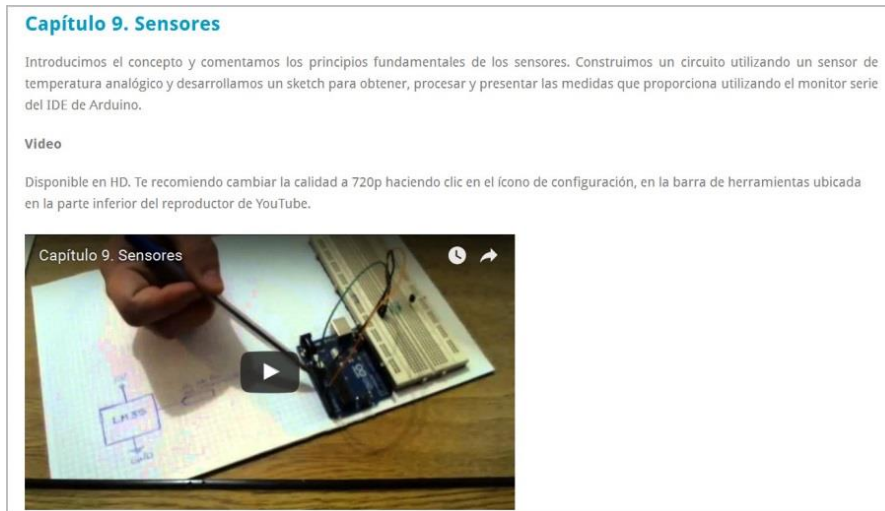 Capítulo 9. Sensores
Introducimos el concepto y comentamos los principios fundamentales de los sensores. Construimos un circuito utilizando un sensor de
temperatura analógico y desarrollamos un sketch para obtener, procesar y presentar las medidas que proporciona utilizando el monitor serie
del IDE de Arduino.
Video
Disponible en HD. Te recomiendo cambiar la calidad a 720p haciendo clic en el ícono de configuración, en la barra de herramientas ubicada
en la parte inferior del reproductor de YouTube.
Capítulo 9. Sensores
LM35
GND